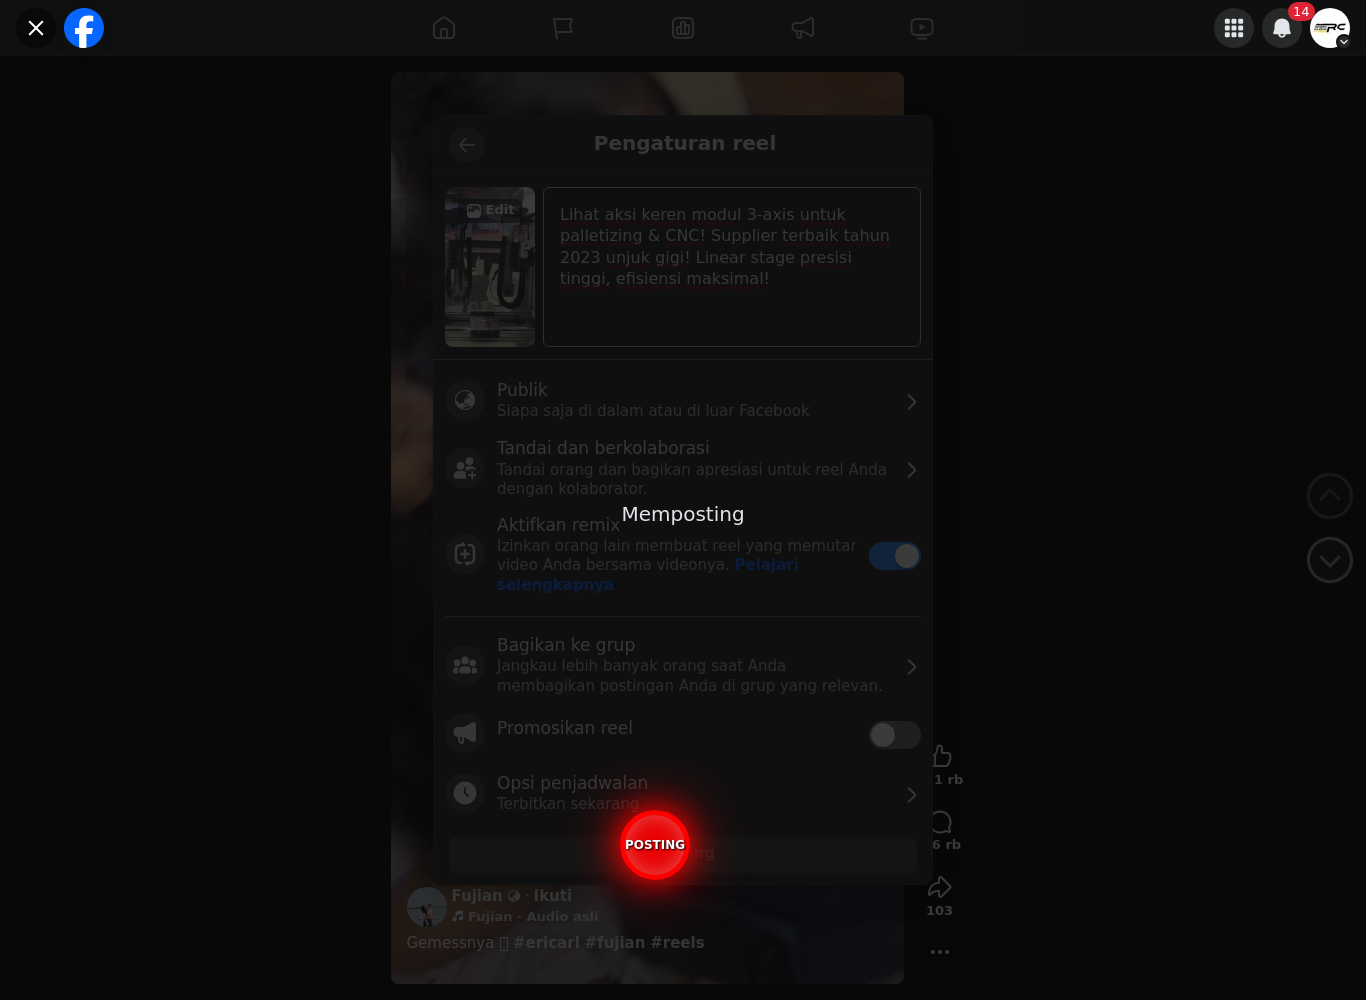 14
Pengaturan reel
Edit
Lihat aksi keren modul 3-axis untuk
palletizing & CNC! Supplier terbaik tahun
2023 unjuk gigi! Linear stage presisi
tinggi, efisiensi maksimal!
Publik
Siapa saja di dalam atau di luar Facebook
Tandai dan berkolaborasi
Tandai orang dan bagikan apresiasi untuk reel Anda
dengan kolaborator.
Memposting
Aktifkan remix
Izinkan orang lain membuat reel yang memutar
video Anda bersama videonya. Pelajari
selengkapnya
Bagikan ke grup
Jangkau lebih banyak orang saat Anda
membagikan postingan Anda di grup yang relevan.
Promosikan reel
Opsi penjadwalan
Terbitkan sekarang
POSTING
1 rb
6 rb
103
Fujian · Ikuti
Fujian · Audio asli
Gemessnya #ericarl #fujian #reels